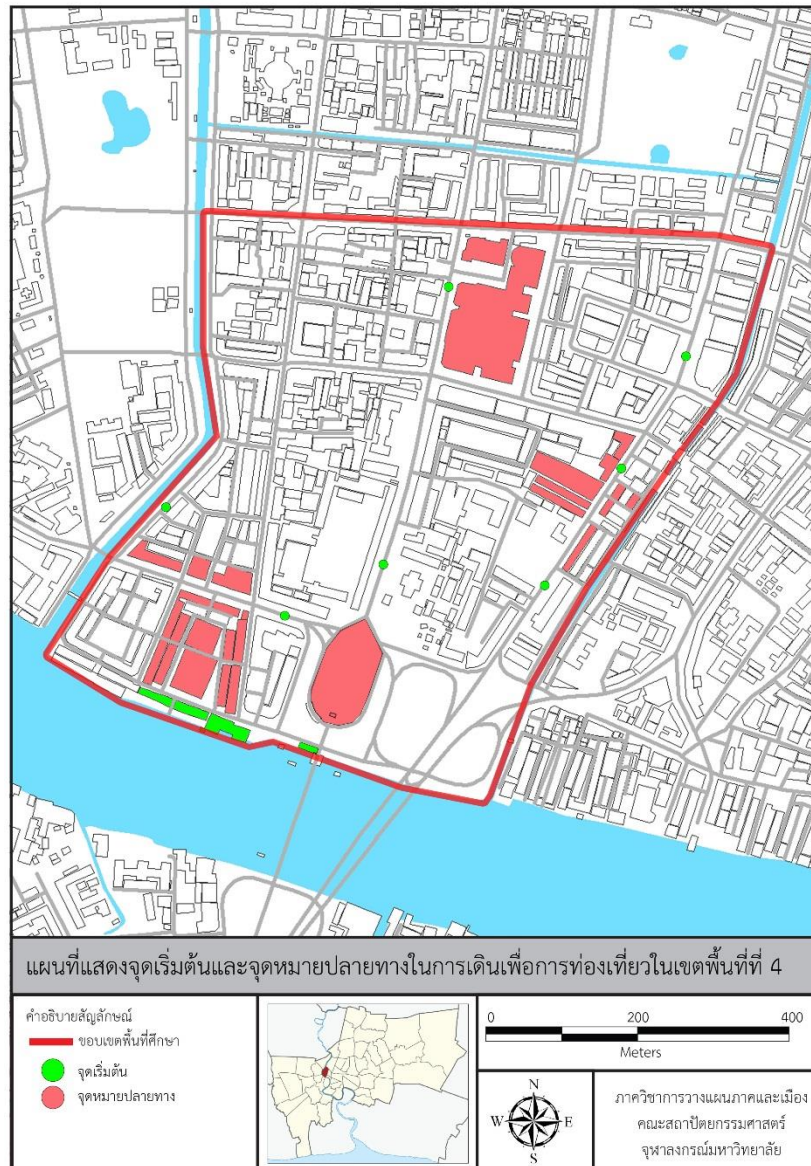 แผนที่แสดงจุดเริ่มต้นและจุดหมายปลายทางในการเดินเพื่อการท่องเที่ยวในเขตพื้นที่ที่ 4
คำอธิบายสัญลักษณ์
ขอบเขตพื้นที่ศึกษา
จุดเริ่มต้น
จุดหมายปลายทาง
0 200 400
Meters
N
W E
S
ภาควิชาการวางแผนภาคและเมือง
คณะสถาปัตยกรรมศาสตร์
จุฬาลงกรณ์มหาวิทยาลัย